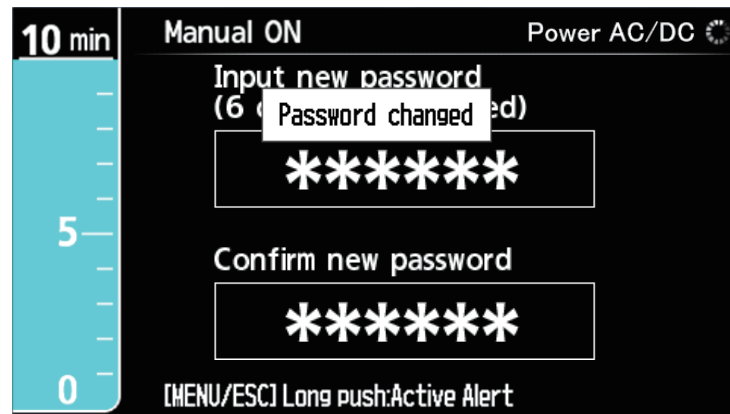 10 min
Manual ON
Power AC/DC
Input new password
(6
Password changed
******
5
Confirm new password
******
0
[MENU/ESC] Long push:Active Alert